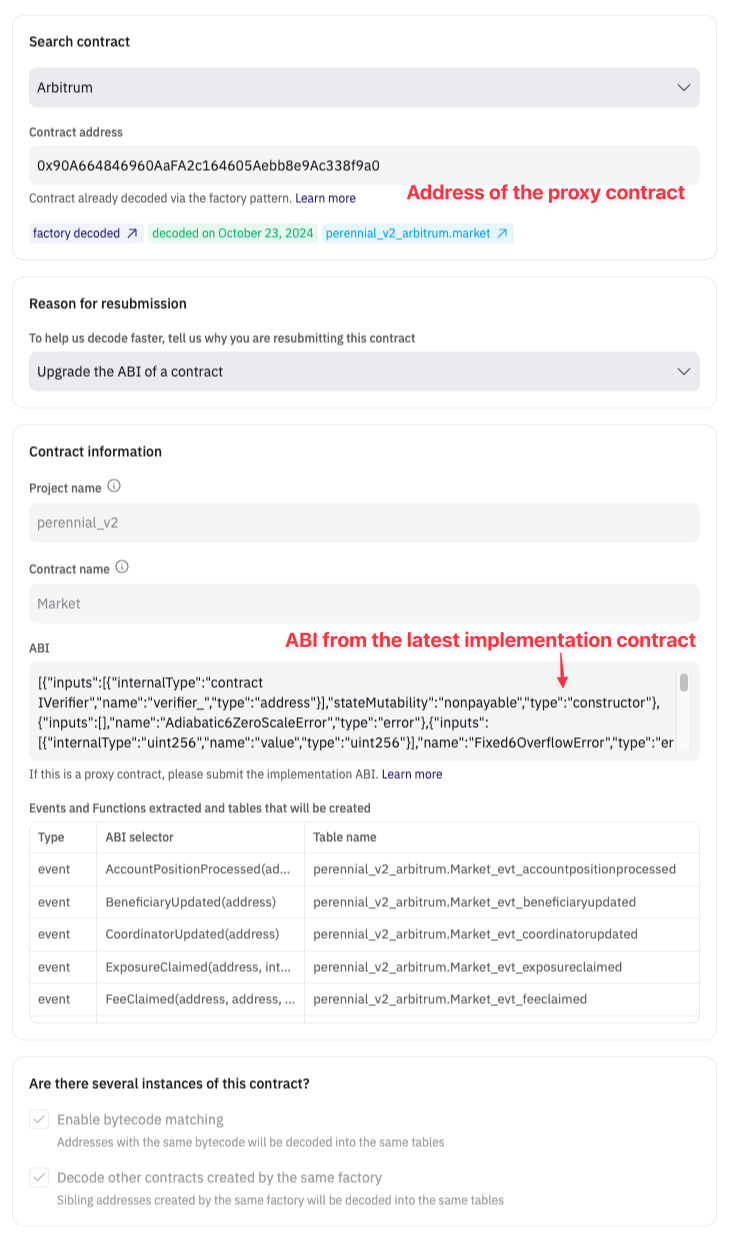 Search contract
Arbitrum
Contract address
0x90A664846960AaFA2c164605Aebb8e9Ac338f9a0
Contract already decoded via the factory pattern. Learn more
Address of the proxy contract
factory decoded decoded on October 23, 2024 perennial_v2_arbitrum.market
Reason for resubmission
To help us decode faster, tell us why you are resubmitting this contract
Upgrade the ABI of a contract
Contract information
Project name
perennial_v2
Contract name
Market
ABI from the latest implementation contract
ABI
[{"inputs":[{"internalType":"contract
IVerifier","name":"verifier_","type":"address"}],"stateMutability":"nonpayable","type":"constructor"},
{"inputs":[],"name":"Adiabatic6ZeroScaleError","type":"error"},{"inputs":
[{"internalType":"uint256","name":"value","type":"uint256"}],"name":"Fixed6OverflowError","type":"er
If this is a proxy contract, please submit the implementation ABI. Learn more
Events and Functions extracted and tables that will be created
Type ABI selector Table name
event AccountPositionProcessed(ad... perennial_v2_arbitrum.Market_evt_accountpositionprocessed
event BeneficiaryUpdated(address) perennial_v2_arbitrum.Market_evt_beneficiaryupdated
event CoordinatorUpdated(address) perennial_v2_arbitrum.Market_evt_coordinatorupdated
event ExposureClaimed(address, int... perennial_v2_arbitrum.Market_evt_exposureclaimed
event FeeClaimed(address, address, ... perennial_v2_arbitrum.Market_evt_feeclaimed
Are there several instances of this contract?
Enable bytecode matching
Addresses with the same bytecode will be decoded into the same tables
Decode other contracts created by the same factory
Sibling addresses created by the same factory will be decoded into the same tables